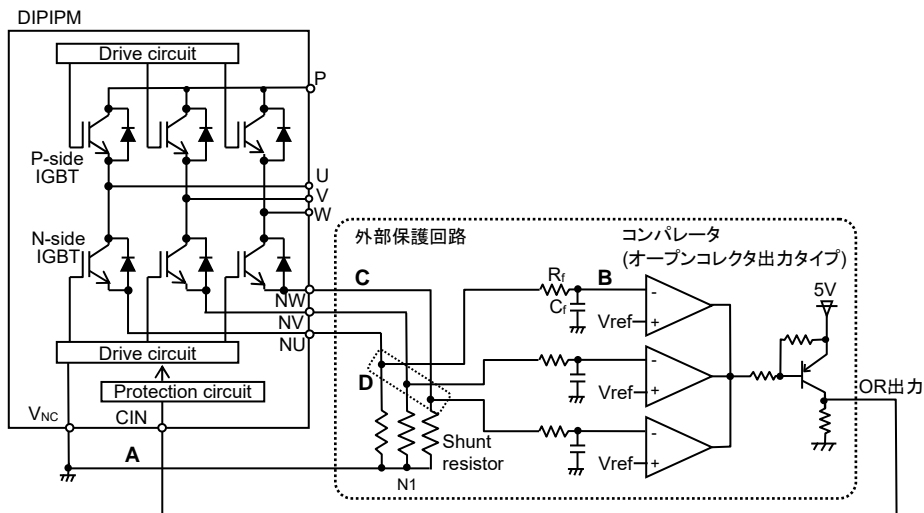 DIPIPM
Drive circuit
P
P-side
IGBT
U
V
W
N-side
IGBT
NW
NV
NU
Drive circuit
Protection circuit
VNC
CIN
A
外部保護回路
コンパレータ
(オープンコレクタ出力タイプ)
C
Rf
B
Cf
-
Vref
+
5V
-
Vref
+
D
OR出力
-
Vref
+
Shunt
resistor
N1